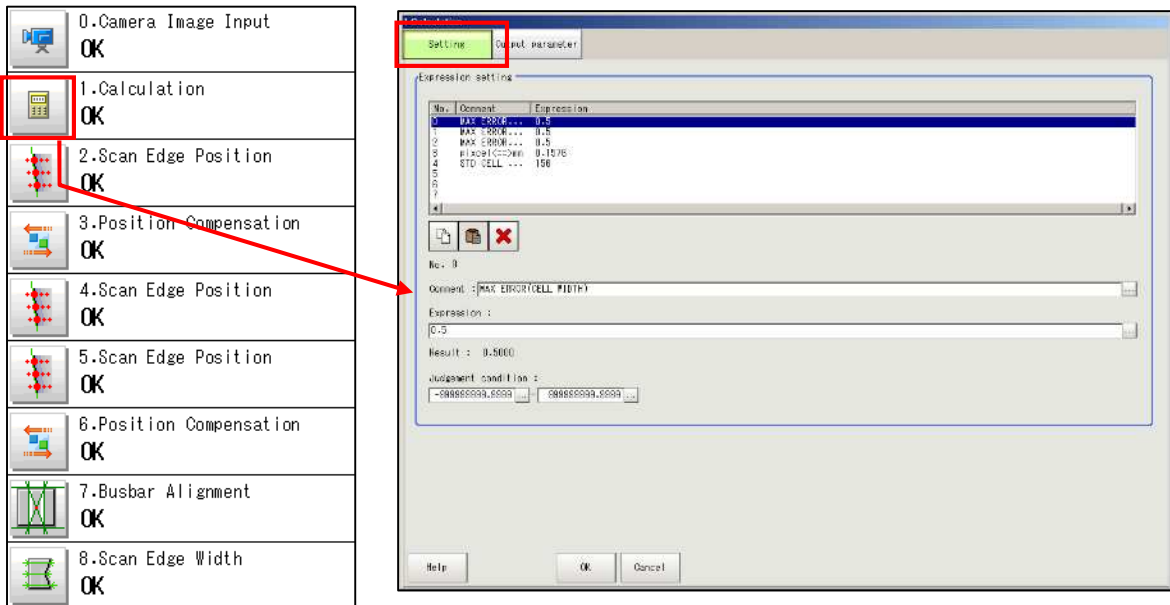 0.Camera Image Input
OK
1.Calculation
OK
2.Scan Edge Position
OK
3.Position Compensation
OK
4.Scan Edge Position
OK
5.Scan Edge Position
OK
6.Position Compensation
OK
7.Busbar Alignment
OK
8.Scan Edge Width
OK
Setting Output parameter
Expression setting
No. Comment Expression
0 MAX ERROR... 0.5
1 MAX ERROR... 0.5
2 MAX ERROR... 0.5
3 pixcel<=>mm 0.1576
4 STD CELL ... 156
5
6
7
No. 0
Comment : MAX ERROR(CELL WIDTH)
Expression :
0.5
Result : 0.5000
Judgement condition :
-999999999.9999 ... - 999999999.9999 ...
Help OK Cancel